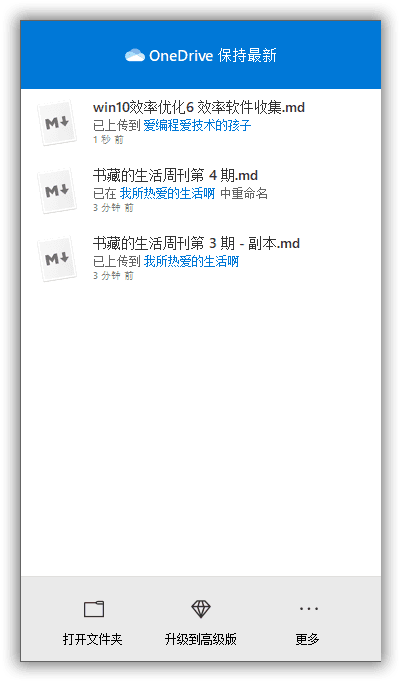 OneDrive 保持最新
win10效率优化6 效率软件收集.md
已上传到 爱编程爱技术的孩子
1 秒 前
书藏的生活周刊第 4 期.md
已在 我所热爱的生活啊 中重命名
3 分钟 前
书藏的生活周刊第 3 期 - 副本.md
已上传到 我所热爱的生活啊
3 分钟 前
打开文件夹
升级到高级版
更多